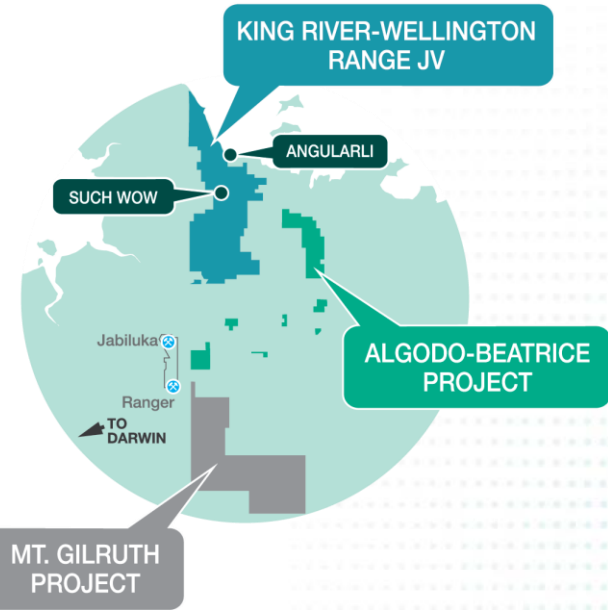 KING RIVER-WELLINGTON
RANGE JV
ANGULARLI
SUCH WOW
Jabiluka
ALGODO-BEATRICE
PROJECT
Ranger
TO
DARWIN
MT. GILRUTH
PROJECT